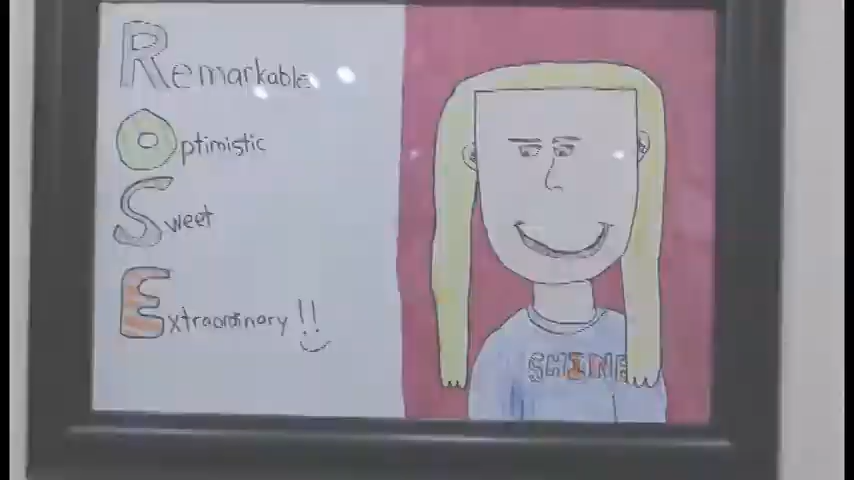 Remarkable
Optimistic
Sweet
Extraordinary !!
SHINE